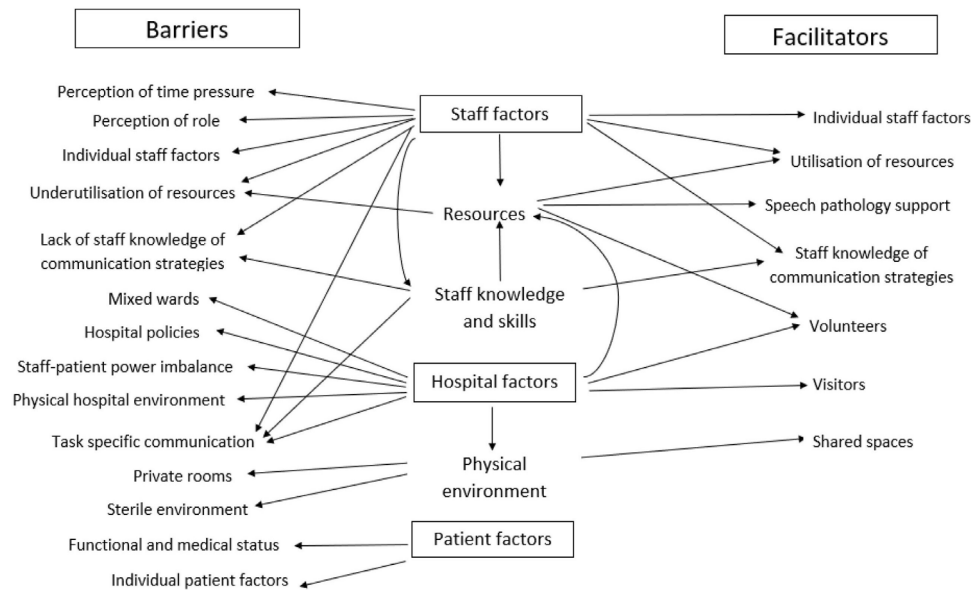 Barriers
Facilitators
Perception of time pressure
Perception of role
Individual staff factors
Underutilisation of resources
Lack of staff knowledge of
communication strategies
Mixed wards
Hospital policies
Staff-patient power imbalance
Physical hospital environment
Task specific communication
Private rooms
Sterile environment
Functional and medical status
Individual patient factors
Staff factors
Resources
Staff knowledge
and skills
Hospital factors
Physical
environment
Patient factors
Individual staff factors
Utilisation of resources
Speech pathology support
Staff knowledge of
communication strategies
Volunteers
Visitors
Shared spaces